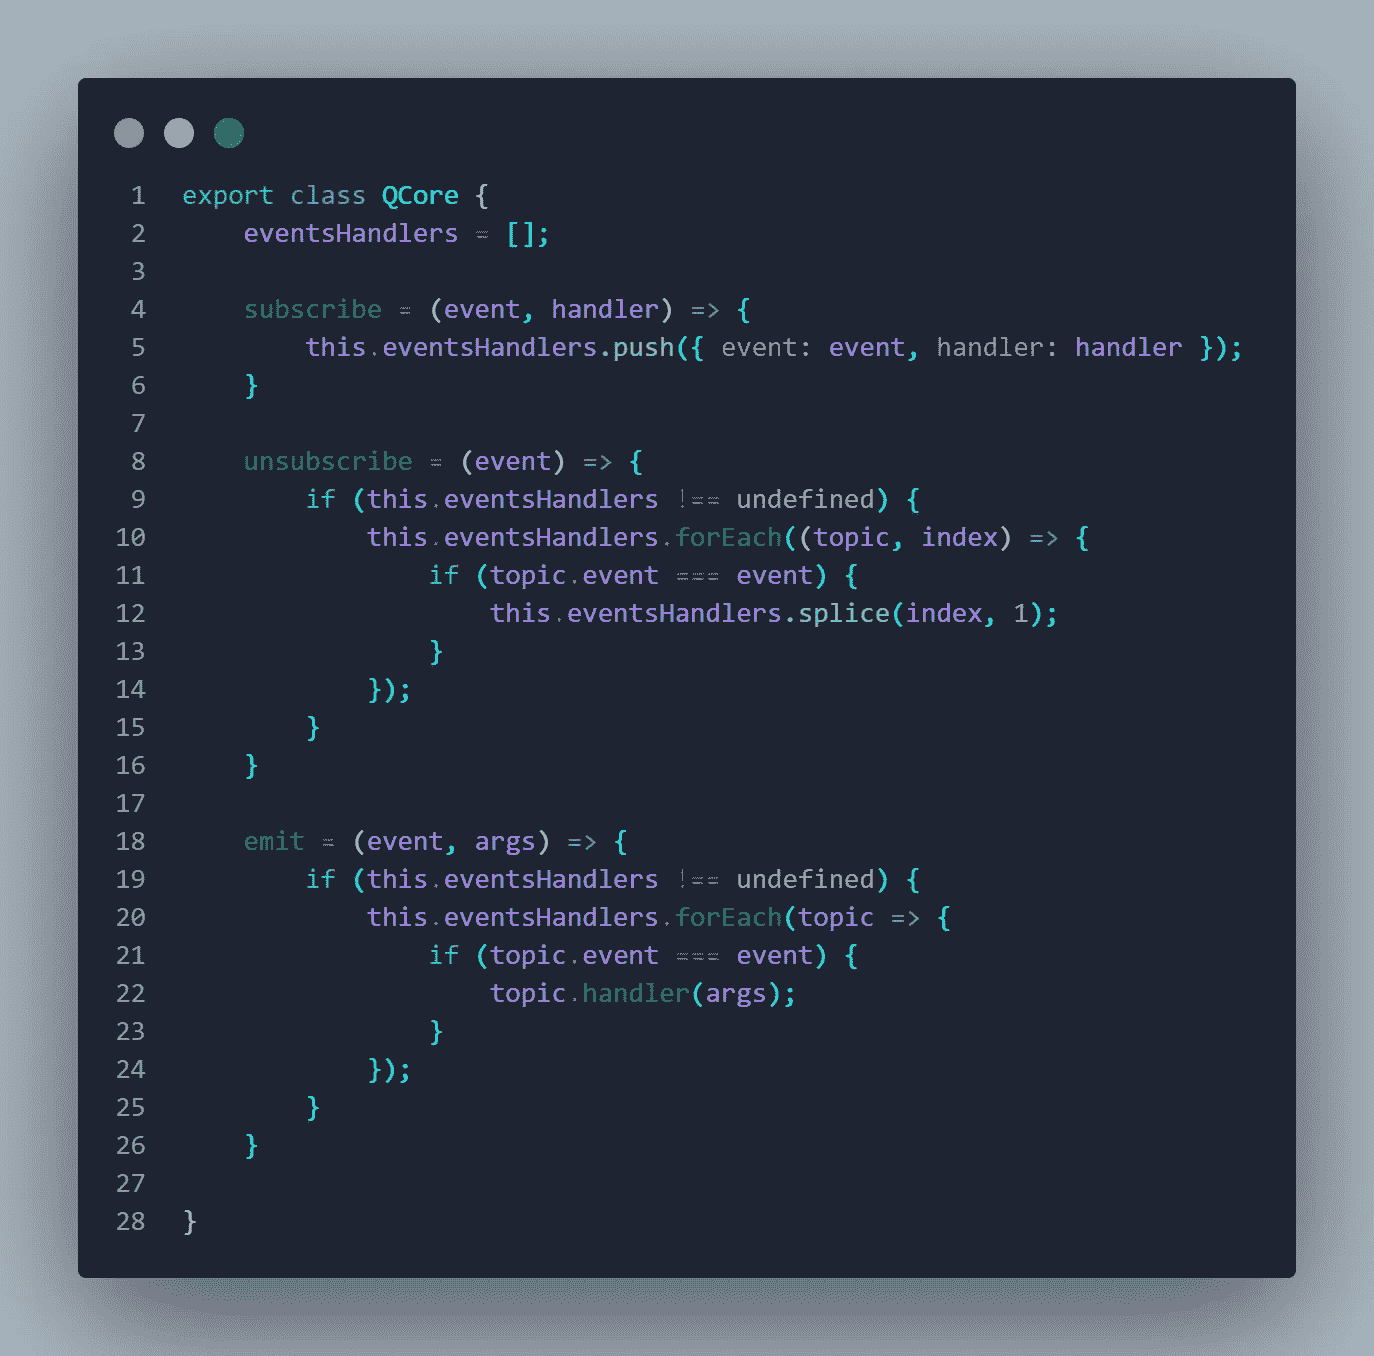 1 export class QCore {
2     eventsHandlers = [];
3
4     subscribe = (event, handler) => {
5         this.eventsHandlers.push({ event: event, handler: handler });
6     }
7
8     unsubscribe = (event) => {
9         if (this.eventsHandlers !== undefined) {
10             this.eventsHandlers.forEach((topic, index) => {
11                 if (topic.event === event) {
12                     this.eventsHandlers.splice(index, 1);
13                 }
14             });
15         }
16     }
17
18     emit = (event, args) => {
19         if (this.eventsHandlers !== undefined) {
20             this.eventsHandlers.forEach(topic => {
21                 if (topic.event === event) {
22                     topic.handler(args);
23                 }
24             });
25         }
26     }
27
28 }